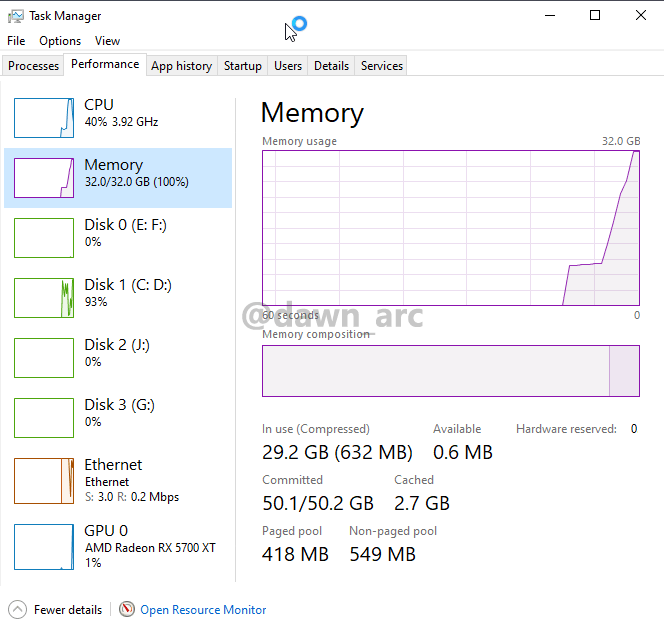 Task Manager
File Options View
Processes Performance App history Startup Users Details Services
CPU
40% 3.92 GHz
Memory
32.0/32.0 GB (100%)
Disk 0 (E: F:)
0%
Disk 1 (C: D:)
93%
Disk 2 (J:)
0%
Disk 3 (G:)
0%
Ethernet
Ethernet
S: 3.0 R: 0.2 Mbps
GPU 0
AMD Radeon RX 5700 XT
1%
Memory
Memory usage 32.0 GB
60 seconds 0
@dawn_arc
Memory composition
In use (Compressed) Available Hardware reserved: 0
29.2 GB (632 MB) 0.6 MB
Committed Cached
50.1/50.2 GB 2.7 GB
Paged pool Non-paged pool
418 MB 549 MB
Fewer details Open Resource Monitor